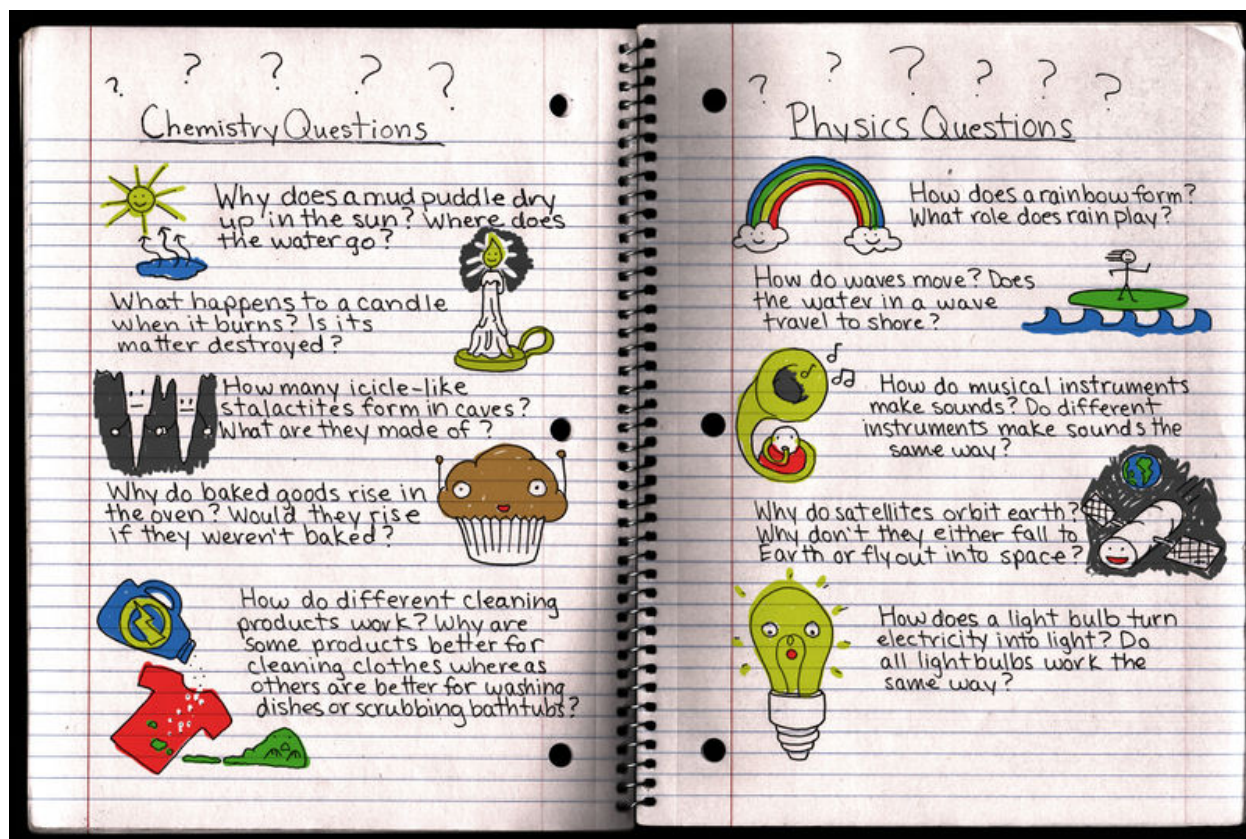 ? ? ? ? ?
Chemistry Questions
Why does a mud puddle dry
up in the sun? Where does
the water go?
What happens to a candle
when it burns? Is its
matter destroyed?
How many icicle-like
stalactites form in caves?
What are they made of?
Why do baked goods rise in
the oven? Would they rise
if they weren't baked?
How do different cleaning
products work? Why are
some products better for
cleaning clothes whereas
others are better for washing
dishes or scrubbing bathtubs?
? ? ? ? ? ?
Physics Questions
How does a rainbow form?
What role does rain play?
How do waves move? Does
the water in a wave
travel to shore?
How do musical instruments
make sounds? Do different
instruments make sounds the
same way?
Why do satellites orbit earth?
Why don't they either fall to
Earth or fly out into space?
How does a light bulb turn
electricity into light? Do
all lightbulbs work the
same way?